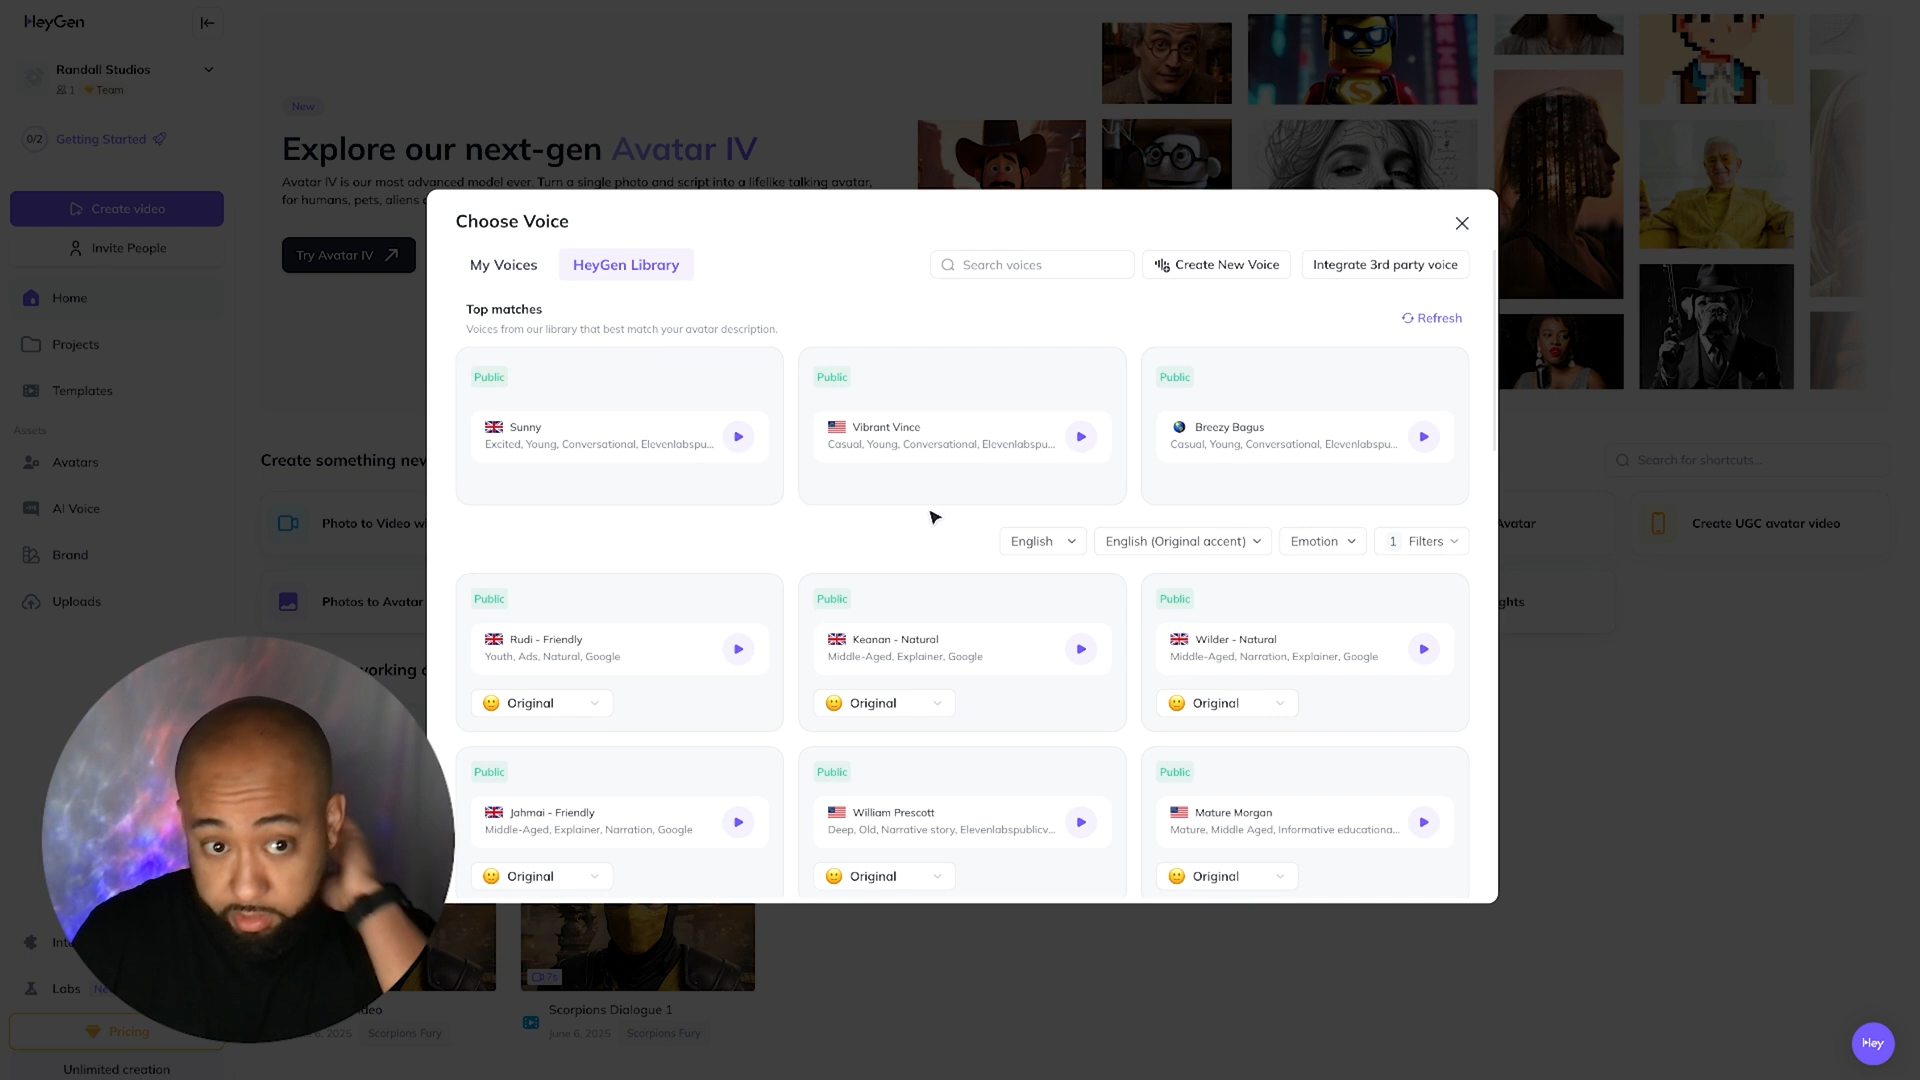 HeyGen
Randall Studios
1 Team
0/2 Getting Started
Create video
Invite People
Home
Projects
Templates
Assets
Avatars
AI Voice
Brand
Uploads
Labs
Pricing
Unlimited creation
New
Explore our next-gen Avatar IV
Avatar IV is our most advanced model ever. Turn a single photo and script into a lifelike talking avatar,
for humans, pets, aliens
Try Avatar IV
Create something
Search for shortcuts...
Photo to Video
Avatar
Create UGC avatar video
Photos to Avatar
Choose Voice
My Voices
HeyGen Library
Search voices
Create New Voice
Integrate 3rd party voice
Top matches
Voices from our library that best match your avatar description.
Refresh
Public
Sunny
Excited, Young, Conversational, Elevenlabspu...
Public
Vibrant Vince
Casual, Young, Conversational, Elevenlabspu...
Public
Breezy Bagus
Casual, Young, Conversational, Elevenlabspu...
English
English (Original accent)
Emotion
1 Filters
Public
Rudi - Friendly
Youth, Ads, Natural, Google
Original
Public
Keanan - Natural
Middle-Aged, Explainer, Google
Original
Public
Wilder - Natural
Middle-Aged, Narration, Explainer, Google
Original
Public
Jahmai - Friendly
Middle-Aged, Explainer, Narration, Google
Original
Public
William Prescott
Deep, Old, Narrative story, Elevenlabspublicv...
Original
Public
Mature Morgan
Mature, Middle Aged, Informative educationa...
Original
7s
Scorpions Dialogue 1
2025 Scorpions Fury
June 6, 2025 Scorpions Fury
Hey